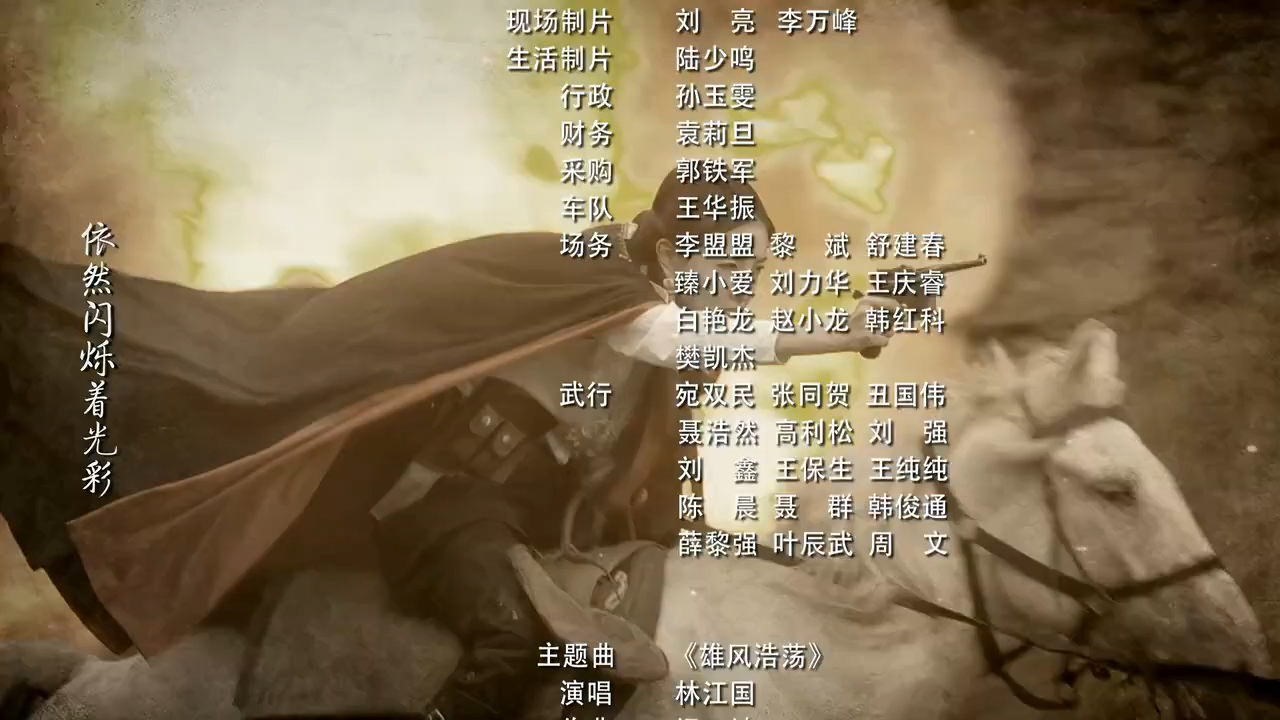 现场制片 刘 亮 李万峰
生活制片 陆少鸣
行政 孙玉雯
财务 袁莉旦
采购 郭铁军
车队 王华振
场务 李盟盟 黎 斌 舒建春
臻小爱 刘力华 王庆睿
白艳龙 赵小龙 韩红科
樊凯杰
武行 宛双民 张同贺 丑国伟
聂浩然 高利松 刘 强
刘 鑫 王保生 王纯纯
陈 晨 聂 群 韩俊通
薛黎强 叶辰武 周 文
主题曲 《雄风浩荡》
演唱 林江国
依然闪烁着光彩